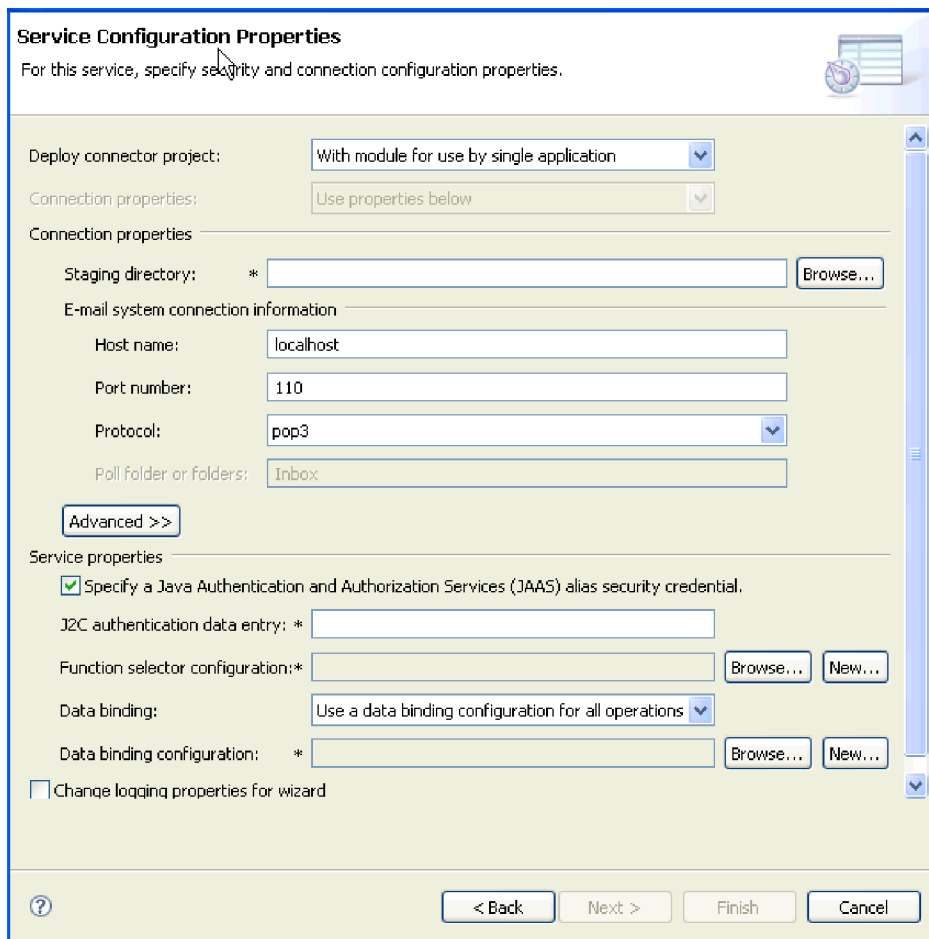 Service Configuration Properties
For this service, specify security and connection configuration properties.
Deploy connector project: With module for use by single application
Connection properties: Use properties below
Connection properties
Staging directory: * Browse...
E-mail system connection information
Host name: localhost
Port number: 110
Protocol: pop3
Poll folder or folders: Inbox
Advanced >>
Service properties
Specify a Java Authentication and Authorization Services (JAAS) alias security credential.
J2C authentication data entry: *
Function selector configuration:* Browse... New...
Data binding: Use a data binding configuration for all operations
Data binding configuration: * Browse... New...
Change logging properties for wizard
? < Back Next > Finish Cancel